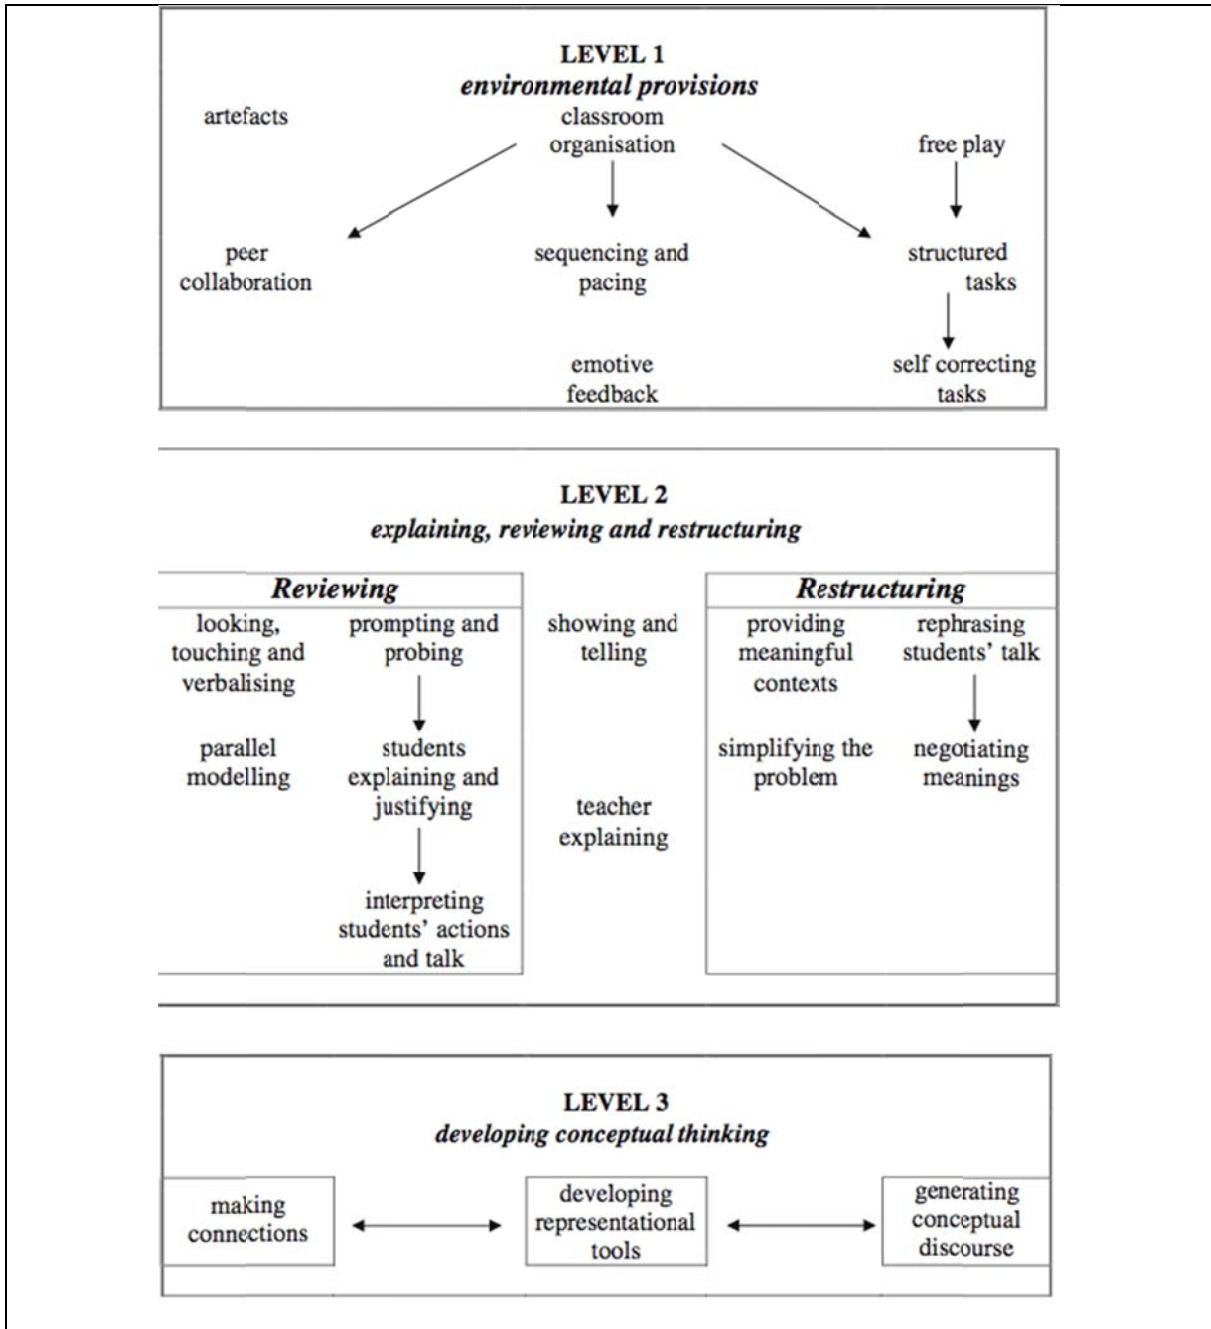 LEVEL 1
environmental provisions
artefacts
classroom
organisation
free play
peer
collaboration
sequencing and
pacing
structured
tasks
emotive
feedback
self correcting
tasks
LEVEL 2
explaining, reviewing and restructuring
Reviewing
looking,
touching and
verbalising
prompting and
probing
parallel
modelling
students
explaining and
justifying
interpreting
students’ actions
and talk
showing and
telling
teacher
explaining
Restructuring
providing
meaningful
contexts
rephrasing
students’ talk
simplifying the
problem
negotiating
meanings
LEVEL 3
developing conceptual thinking
making
connections
developing
representational
tools
generating
conceptual
discourse